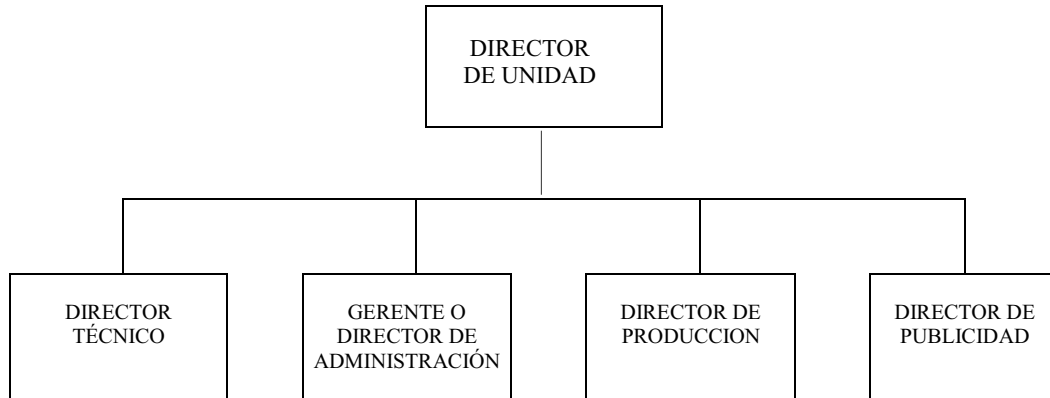 DIRECTOR
DE UNIDAD
DIRECTOR
TÉCNICO
GERENTE O
DIRECTOR DE
ADMINISTRACIÓN
DIRECTOR DE
PRODUCCION
DIRECTOR DE
PUBLICIDAD